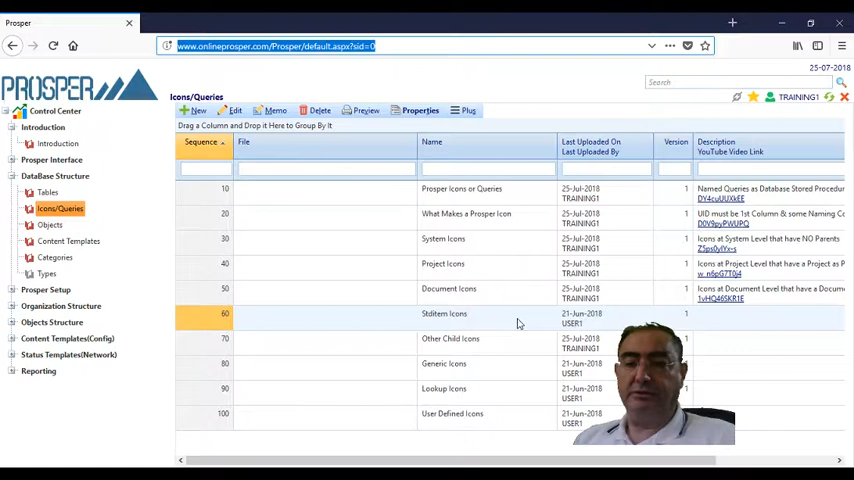 Prosper
www.onlineprosper.com/Prosper/default.aspx?sid=0
25-07-2018
PROSPER
Search
Icons/Queries
TRAINING1
Control Center
Introduction
Introduction
Prosper Interface
DataBase Structure
Tables
Icons/Queries
Objects
Content Templates
Categories
Types
Prosper Setup
Organization Structure
Objects Structure
Content Templates(Config)
Status Templates(Network)
Reporting
New Edit Memo Delete Preview Properties Plus
Drag a Column and Drop it Here to Group By It
Sequence File Name Last Uploaded On Version Description
Last Uploaded By YouTube Video Link
10 Prosper Icons or Queries 25-Jul-2018 1 Named Queries as Database Stored Procedur
TRAINING1 DY4cuUUXkEE
20 What Makes a Prosper Icon 25-Jul-2018 1 UID must be 1st Column & some Naming Co
TRAINING1 D0V9pyPWUPQ
30 System Icons 25-Jul-2018 1 Icons at System Level that have NO Parents
TRAINING1
40 Project Icons 25-Jul-2018 1 Icons at Project Level that have a Project as P
TRAINING1 w_n6pG7T0j4
50 Document Icons 25-Jul-2018 1 Icons at Document Level that have a Docume
TRAINING1 1vHQ46SKR1E
60 Stditem Icons 21-Jun-2018 1
USER1
70 Other Child Icons 25-Jul-2018
TRAINING1
80 Generic Icons 21-Jun-2018
USER1
90 Lookup Icons 21-Jun-2018
USER1
100 User Defined Icons 21-Jun-2018
USER1